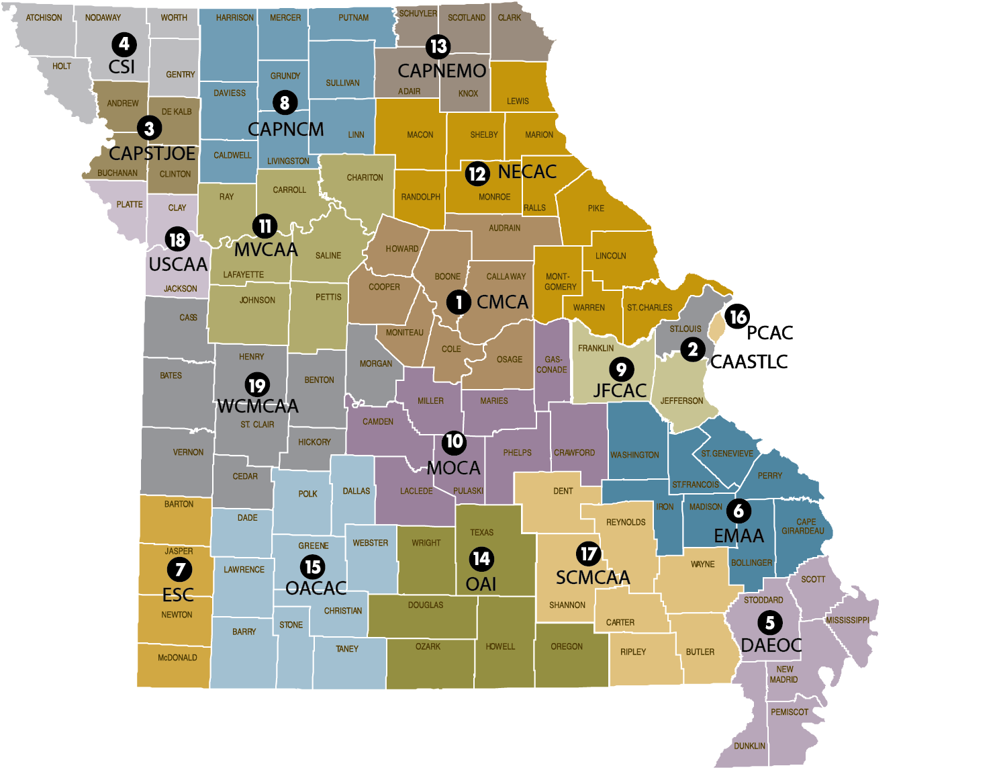 ATCHISON
NODAWAY
WORTH
HARRISON
MERCER
PUTNAM
SCHUYLER
SCOTLAND
CLARK
4
CSI
HOLT
GENTRY
GRUNDY
SULLIVAN
13
CAPNEMO
ADAIR
KNOX
LEWIS
ANDREW
DE KALB
DAVIESS
8
CAPNCM
LINN
MACON
SHELBY
MARION
3
CAPSTJOE
BUCHANAN
CLINTON
CALDWELL
LIVINGSTON
CHARITON
12
NECAC
RANDOLPH
MONROE
RALLS
PIKE
PLATTE
CLAY
RAY
CARROLL
11
MVCAA
AUDRAIN
18
USCAA
JACKSON
LAFAYETTE
SALINE
HOWARD
BOONE
CALLAWAY
MONT-
GOMERY
LINCOLN
COOPER
1
CMCA
WARREN
ST. CHARLES
CASS
JOHNSON
PETTIS
MONITEAU
COLE
OSAGE
GAS-
CONADE
FRANKLIN
ST.LOUIS
16
PCAC
2
CAASTLC
9
JFCAC
JEFFERSON
BATES
HENRY
BENTON
MORGAN
19
WCMCAA
ST. CLAIR
MILLER
MARIES
CAMDEN
HICKORY
VERNON
10
MOCA
PHELPS
CRAWFORD
WASHINGTON
ST. GENEVIEVE
ST.FRANCOIS
PERRY
CEDAR
POLK
DALLAS
LACLEDE
PULASKI
DENT
IRON
MADISON
6
EMAA
CAPE
GIRARDEAU
BARTON
DADE
REYNOLDS
JASPER
7
ESC
LAWRENCE
GREENE
15
OACAC
WEBSTER
WRIGHT
TEXAS
14
OAI
17
SCMCAA
WAYNE
BOLLINGER
SCOTT
NEWTON
BARRY
STONE
CHRISTIAN
DOUGLAS
SHANNON
CARTER
STODDARD
5
DAEOC
MISSISSIPPI
McDONALD
TANEY
OZARK
HOWELL
OREGON
RIPLEY
BUTLER
NEW
MADRID
PEMISCOT
DUNKLIN